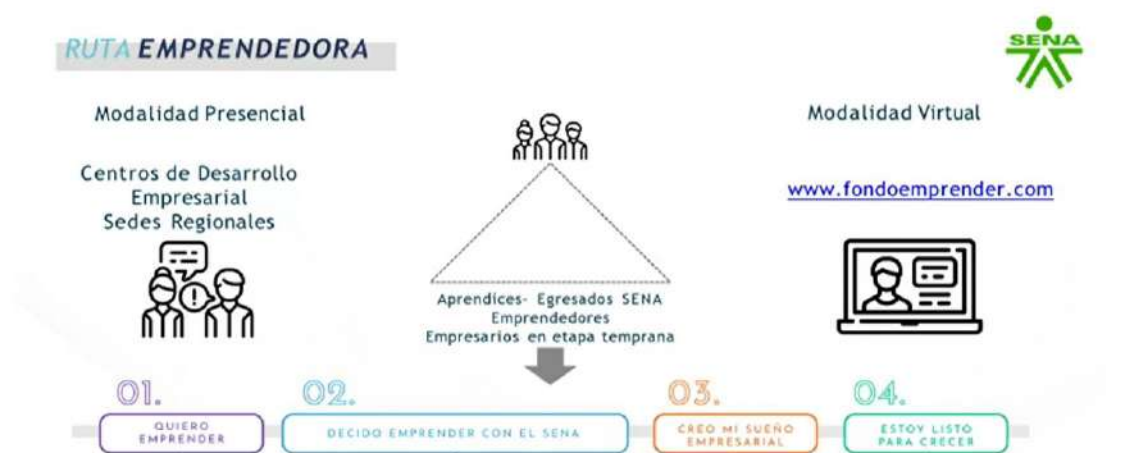 RUTA EMPRENDEDORA
SENA
Modalidad Presencial
Centros de Desarrollo
Empresarial
Sedes Regionales
Modalidad Virtual
www.fondoemprender.com
Aprendices- Egresados SENA
Emprendedores
Empresarios en etapa temprana
01.
QUIERO
EMPRENDER
02.
DECIDO EMPRENDER CON EL SENA
03.
CREO MI SUEÑO
EMPRESARIAL
04.
ESTOY LISTO
PARA CRECER